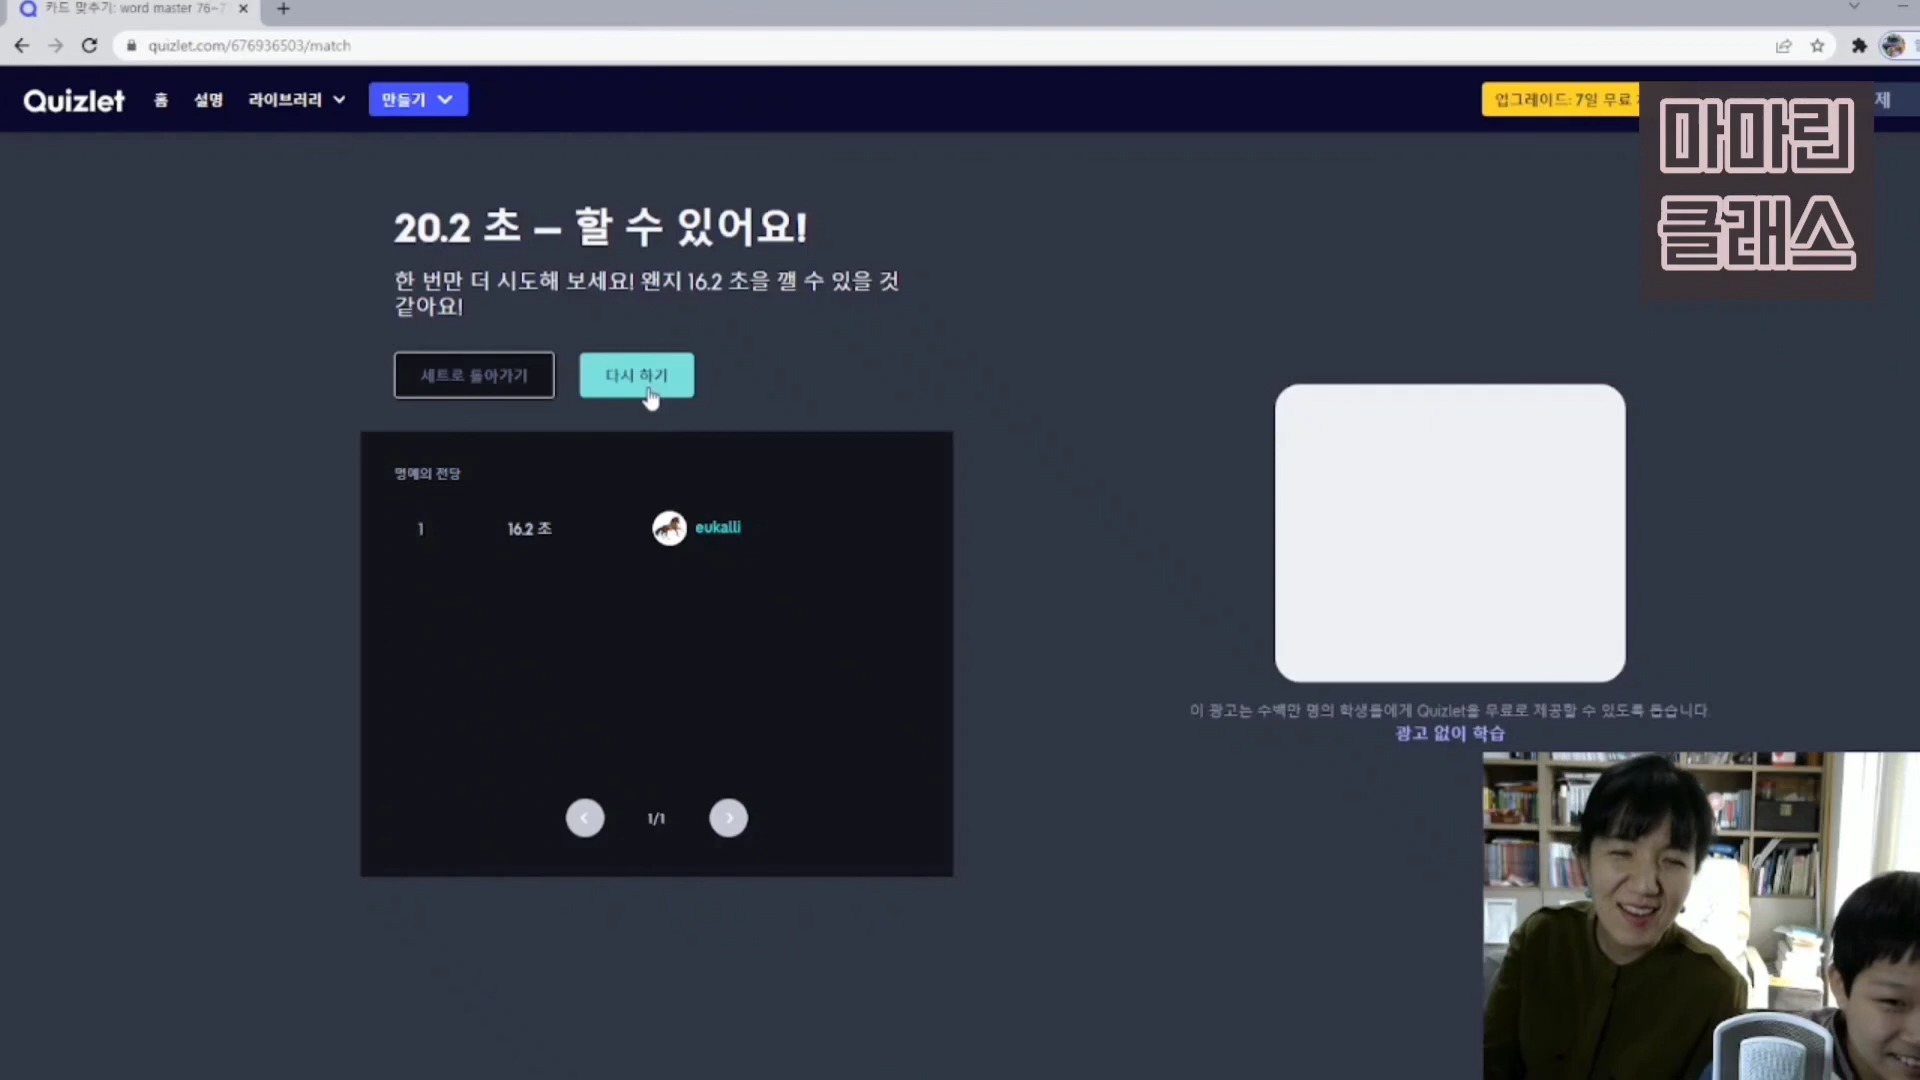 카드 맞추기: word master 76~7
quizlet.com/676936503/match
Quizlet 홈 설명 라이브러리 만들기
업그레이드: 7일 무료
제
마마린
클래스
20.2 초 – 할 수 있어요!
한 번만 더 시도해 보세요! 왠지 16.2 초을 깰 수 있을 것
같아요!
세트로 돌아가기 다시 하기
명예의 전당
1 16.2 초 eukalli
1/1
이 광고는 수백만 명의 학생들에게 Quizlet을 무료로 제공할 수 있도록 돕습니다
광고 없이 학습